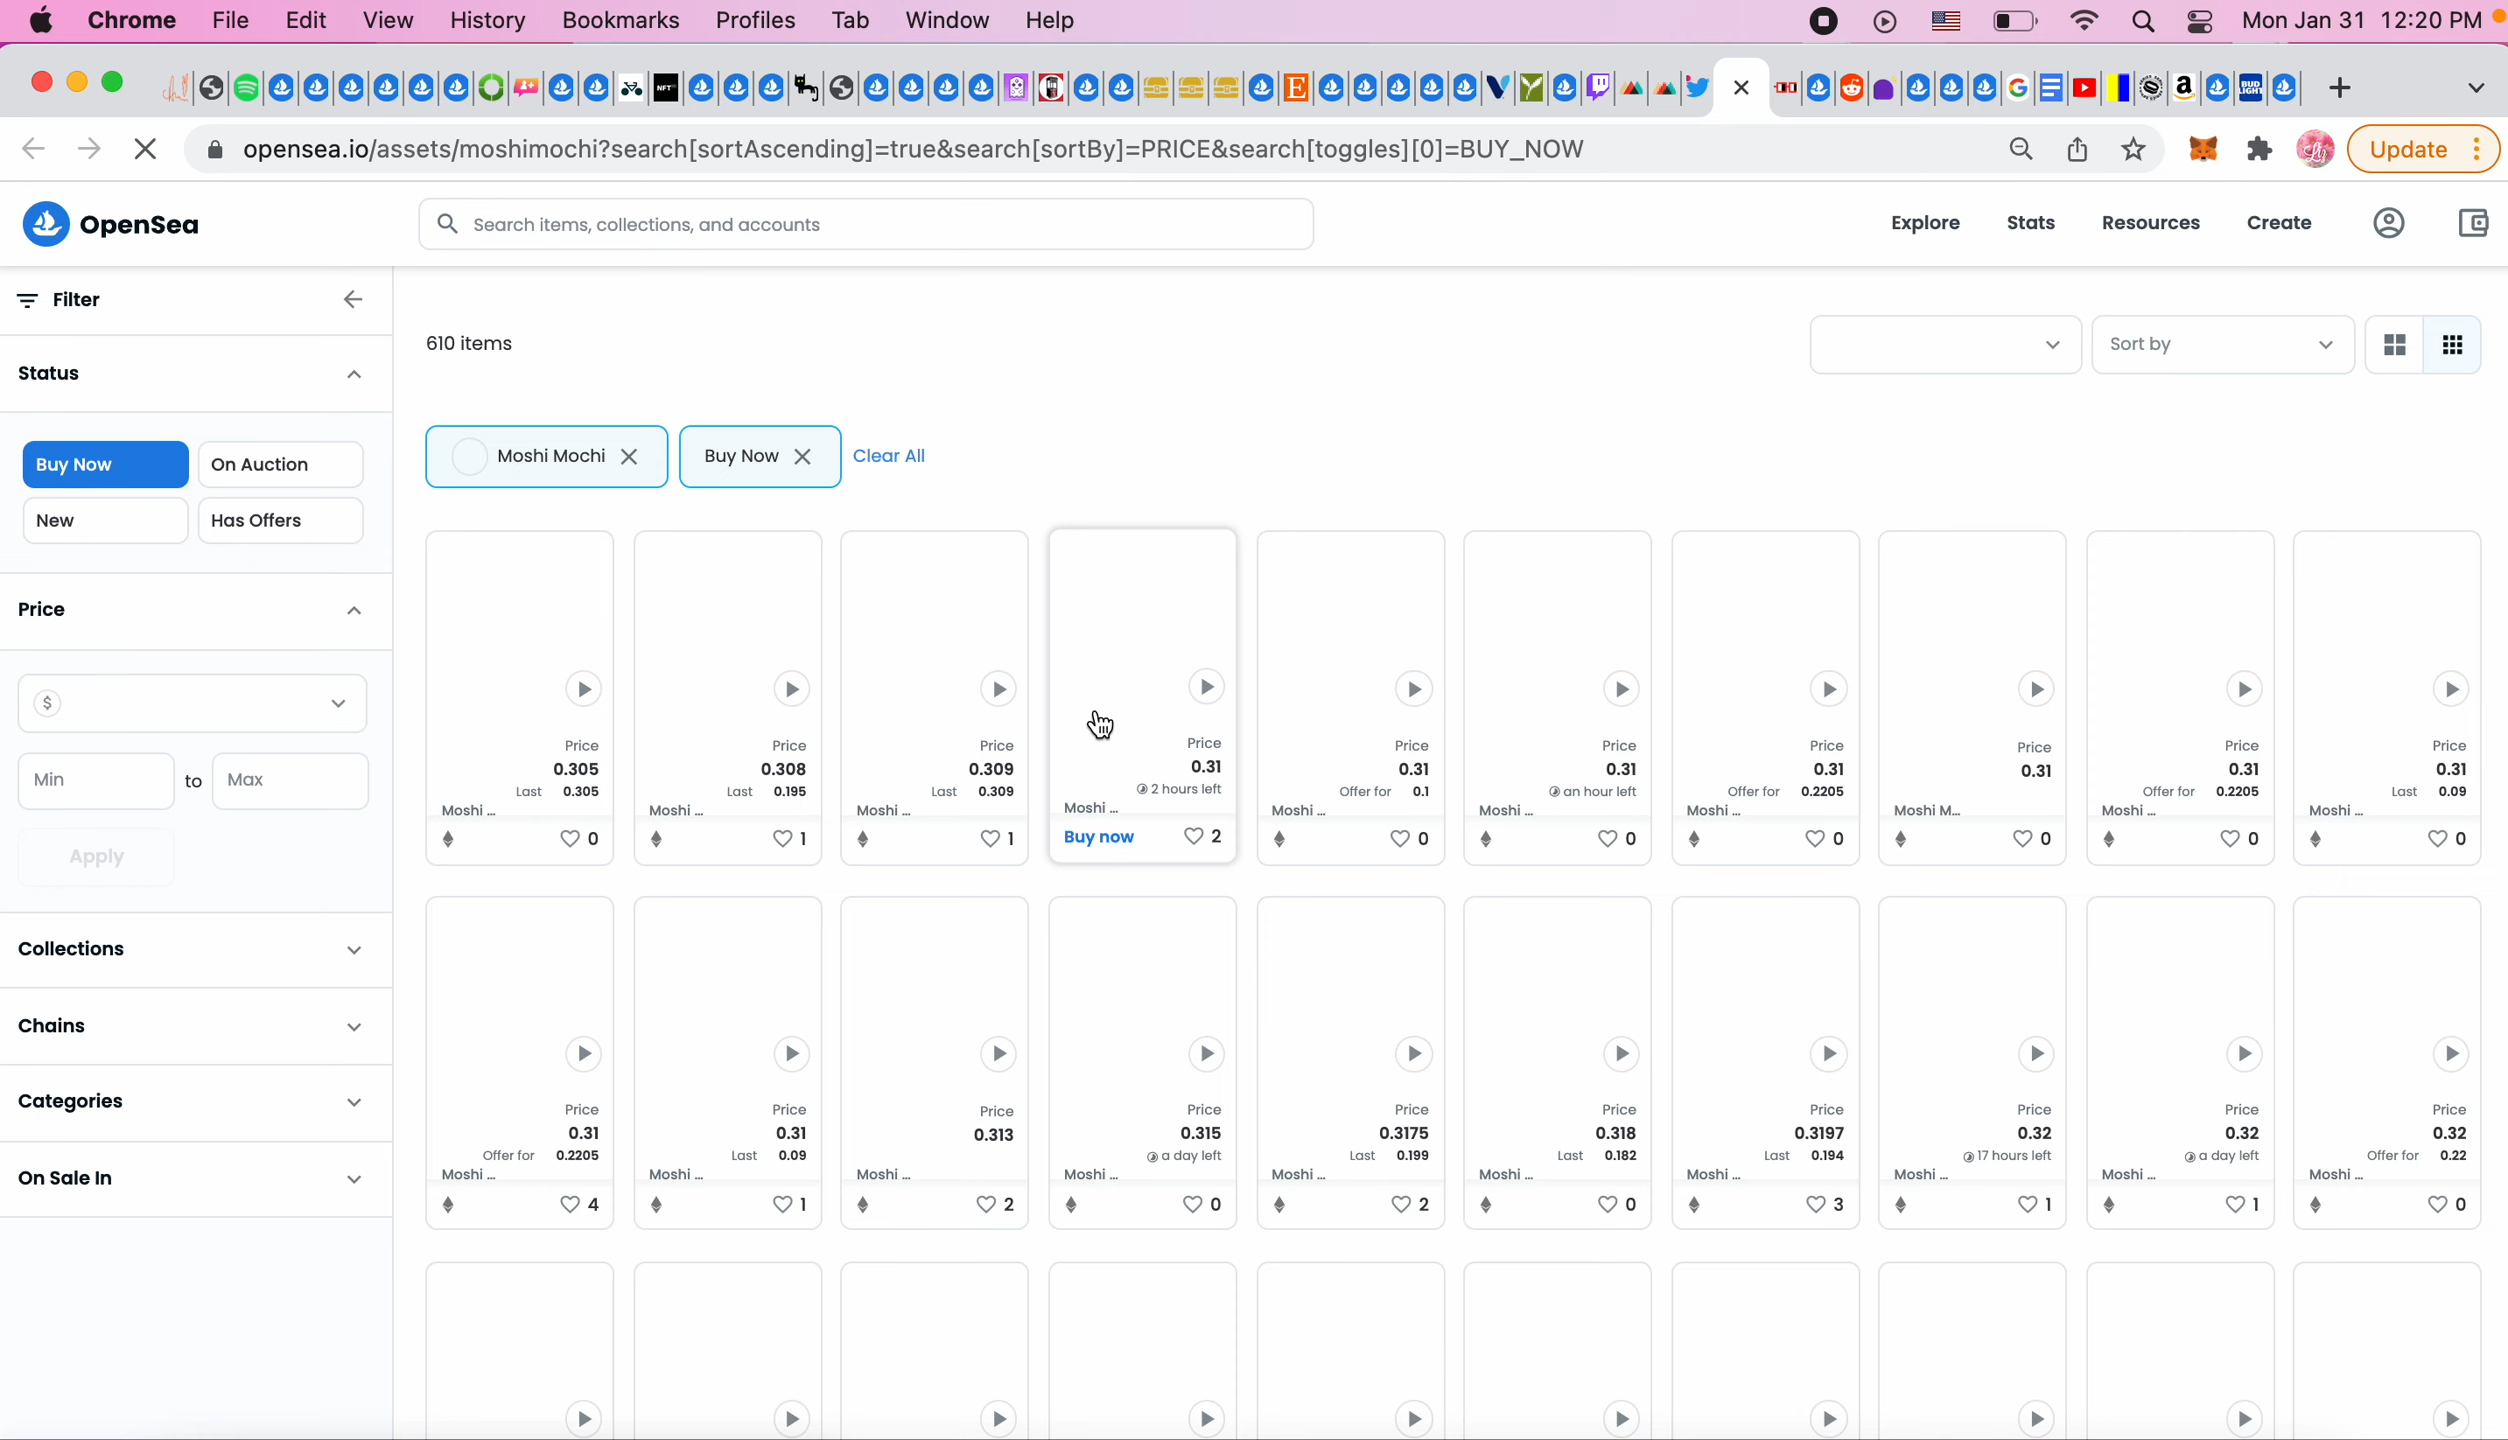 Chrome File Edit View History Bookmarks Profiles Tab Window Help Mon Jan 31 12:20 PM
opensea.io/assets/moshimochi?search[sortAscending]=true&search[sortBy]=PRICE&search[toggles][0]=BUY_NOW Update
OpenSea Search items, collections, and accounts Explore Stats Resources Create
Filter
610 items Sort by
Status
Moshi Mochi Buy Now Clear All
Buy Now On Auction
New Has Offers
Price
$
Min to Max
Apply
Collections
Chains
Categories
On Sale In
Price Price Price Price Price Price Price Price Price Price
0.305 0.308 0.309 0.31 0.31 0.31 0.31 0.31 0.31 0.31
Last 0.305 Last 0.195 Last 0.309 2 hours left Offer for 0.1 an hour left Offer for 0.2205 Offer for 0.2205 Last 0.09
Moshi ... Moshi ... Moshi ... Moshi ... Moshi ... Moshi ... Moshi ... Moshi M... Moshi ... Moshi ...
0 1 1 Buy now 2 0 0 0 0 0 0
Price Price Price Price Price Price Price Price Price Price
0.31 0.31 0.313 0.315 0.3175 0.318 0.3197 0.32 0.32 0.32
Offer for 0.2205 Last 0.09 a day left Last 0.199 Last 0.182 Last 0.194 17 hours left a day left Offer for 0.22
Moshi ... Moshi ... Moshi ... Moshi ... Moshi ... Moshi ... Moshi ... Moshi ... Moshi ... Moshi ...
4 1 2 0 2 0 3 1 1 0